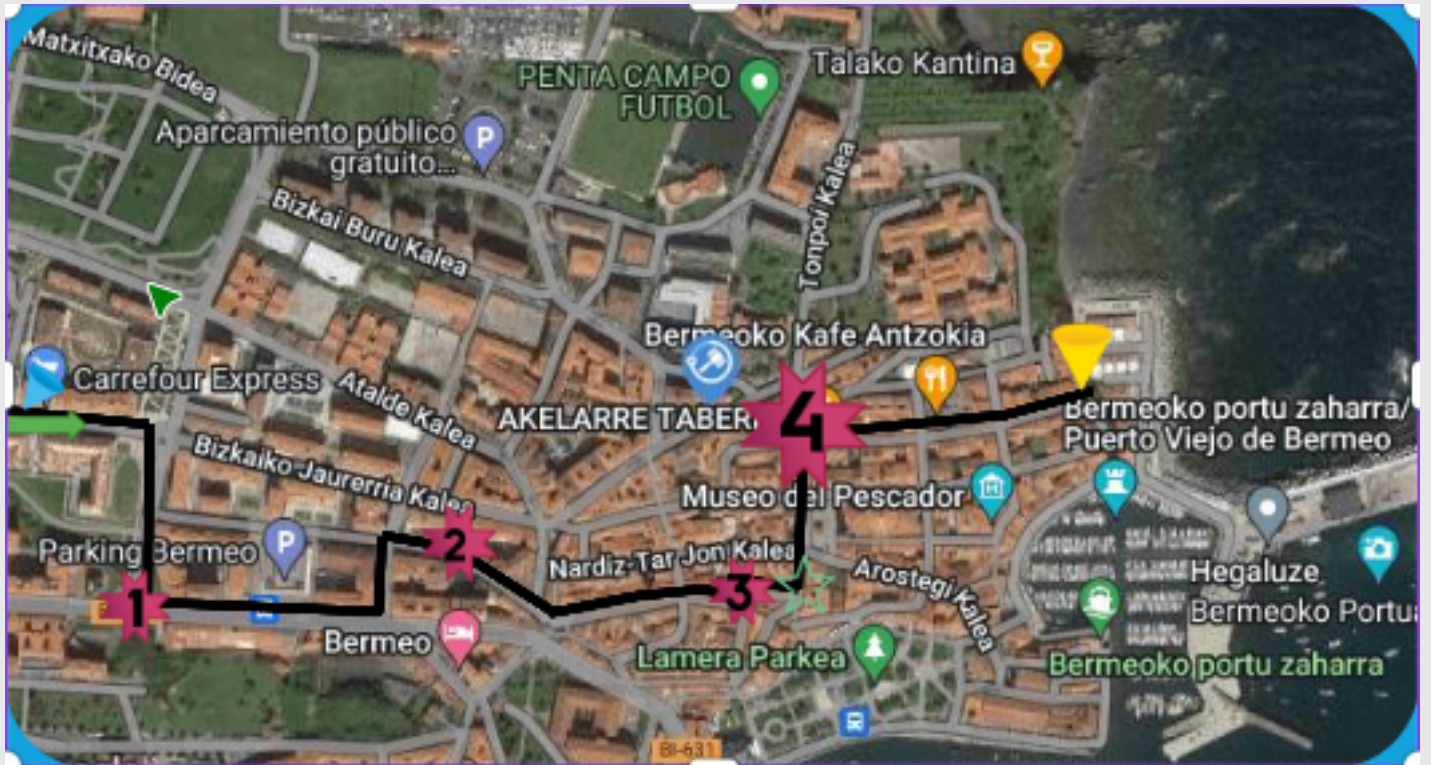 Matxitxako Bidea
PENTA CAMPO
FUTBOL
Talako Kantina
Aparcamiento público
gratuito...
P
Tonpoi Kalea
Bizkai Buru Kalea
Bermeoko Kafe Antzokia
Carrefour Express
Atalde Kalea
AKELARRE TABER
4
Bermeoko portu zaharra/
Puerto Viejo de Bermeo
Bizkaiko Jaurerria Kalea
Museo del Pescador
Parking Bermeo
P
2
Nardiz-Tar Jon Kalea
Arostegi Kalea
Hegaluze
Bermeoko Portua
1
3
Bermeo
Lamera Parkea
Bermeoko portu zaharra
BI-631